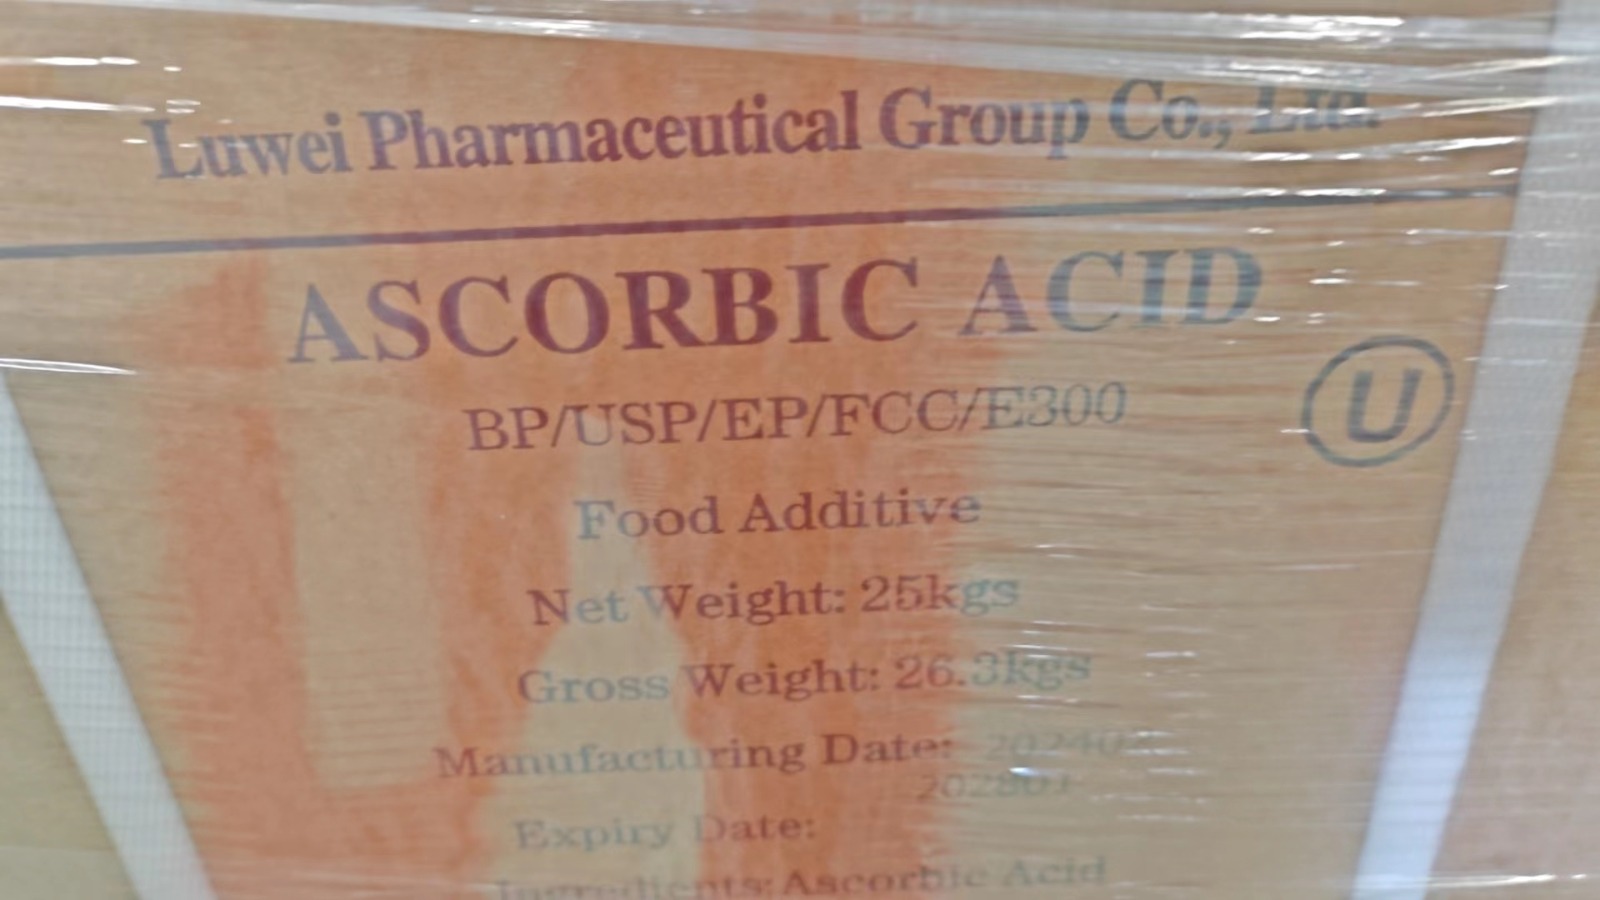 Luwei Pharmaceutical Group Co., Ltd.
ASCORBIC ACID
BP/USP/EP/FCC/E300
U
Food Additive
Net Weight: 25kgs
Gross Weight: 26.3kgs
Manufacturing Date:
Expiry Date:
Ingredients: Ascorbic Acid